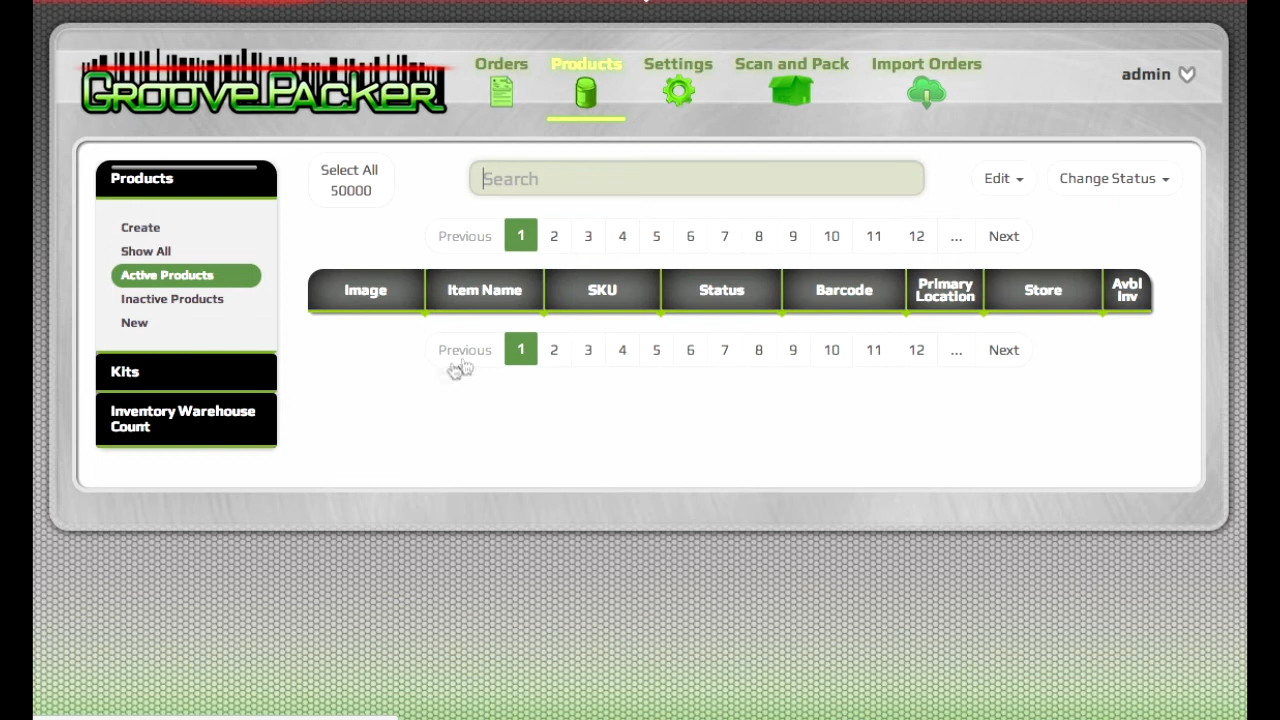 GROOVEPACKER
Orders
Products
Settings
Scan and Pack
Import Orders
admin
Products
Create
Show All
Active Products
Inactive Products
New
Kits
Inventory Warehouse
Count
Select All
50000
Search
Edit
Change Status
Previous 1 2 3 4 5 6 7 8 9 10 11 12 ... Next
Image Item Name SKU Status Barcode Primary Location Store Avbl Inv
Previous 1 2 3 4 5 6 7 8 9 10 11 12 ... Next